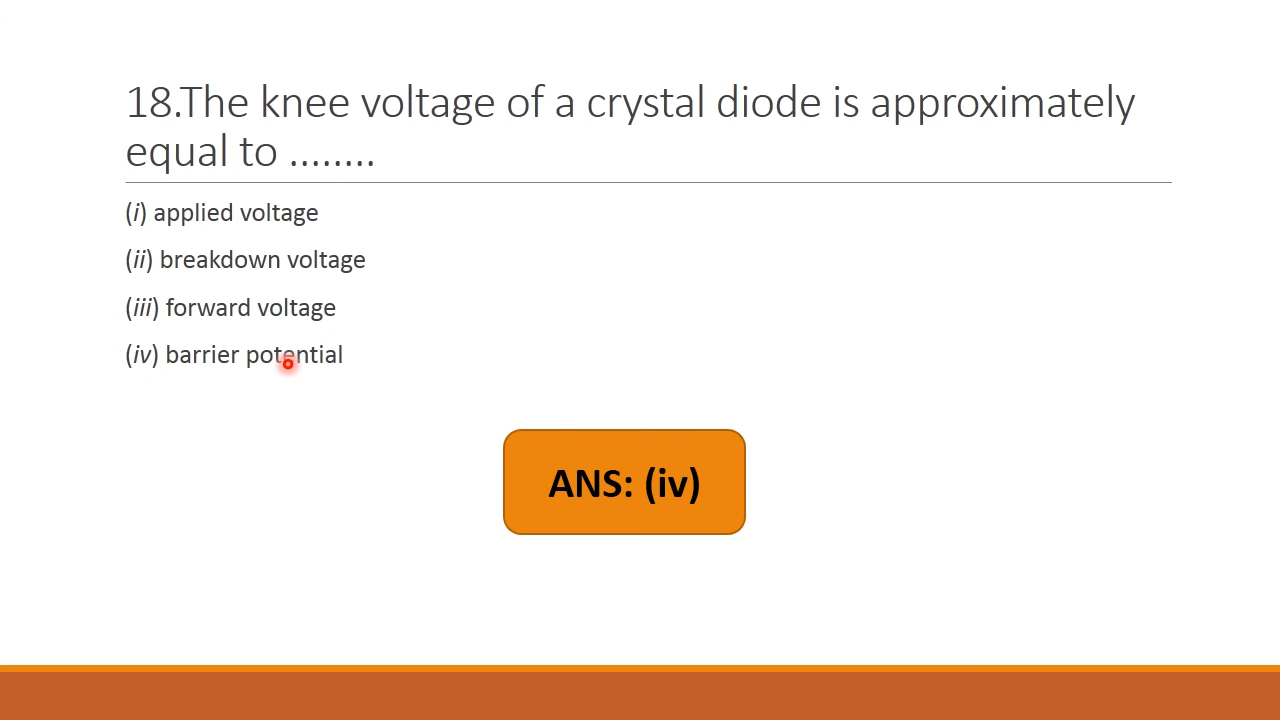 18.The knee voltage of a crystal diode is approximately
equal to ........
(i) applied voltage
(ii) breakdown voltage
(iii) forward voltage
(iv) barrier potential
ANS: (iv)